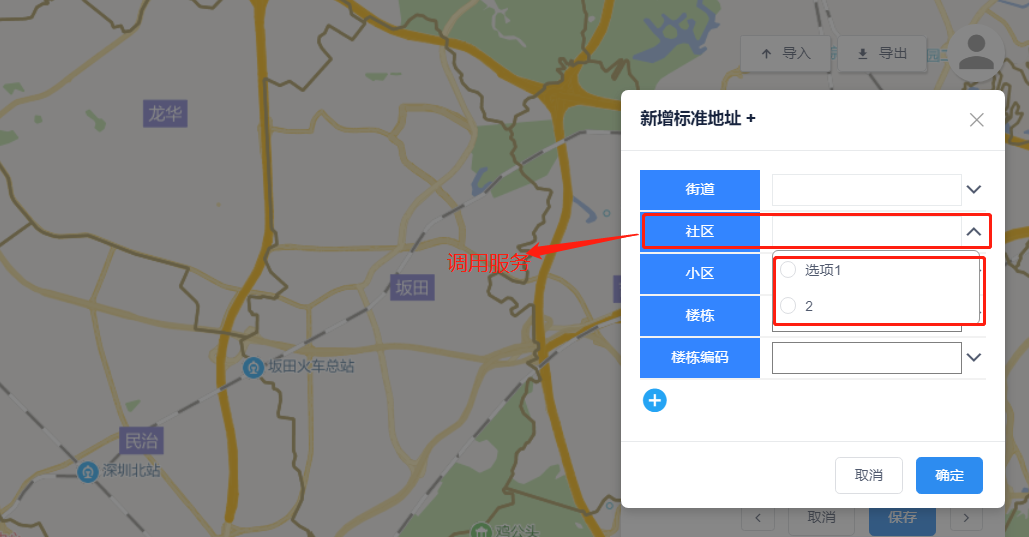 导入
导出
园二
新增标准地址 +
龙华
街道
社区
调用服务
小区
选项1
坂田
楼栋
2
坂田火车总站
楼栋编码
民治
深圳北站
取消
确定
鸡公头
取消
保存